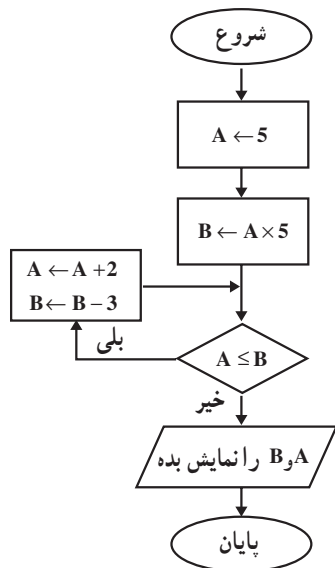 شروع
A ← 5
B ← A × 5
A ← A + 2
B ← B − 3
بلی
A ≤ B
خیر
A و B را نمایش بده
پایان